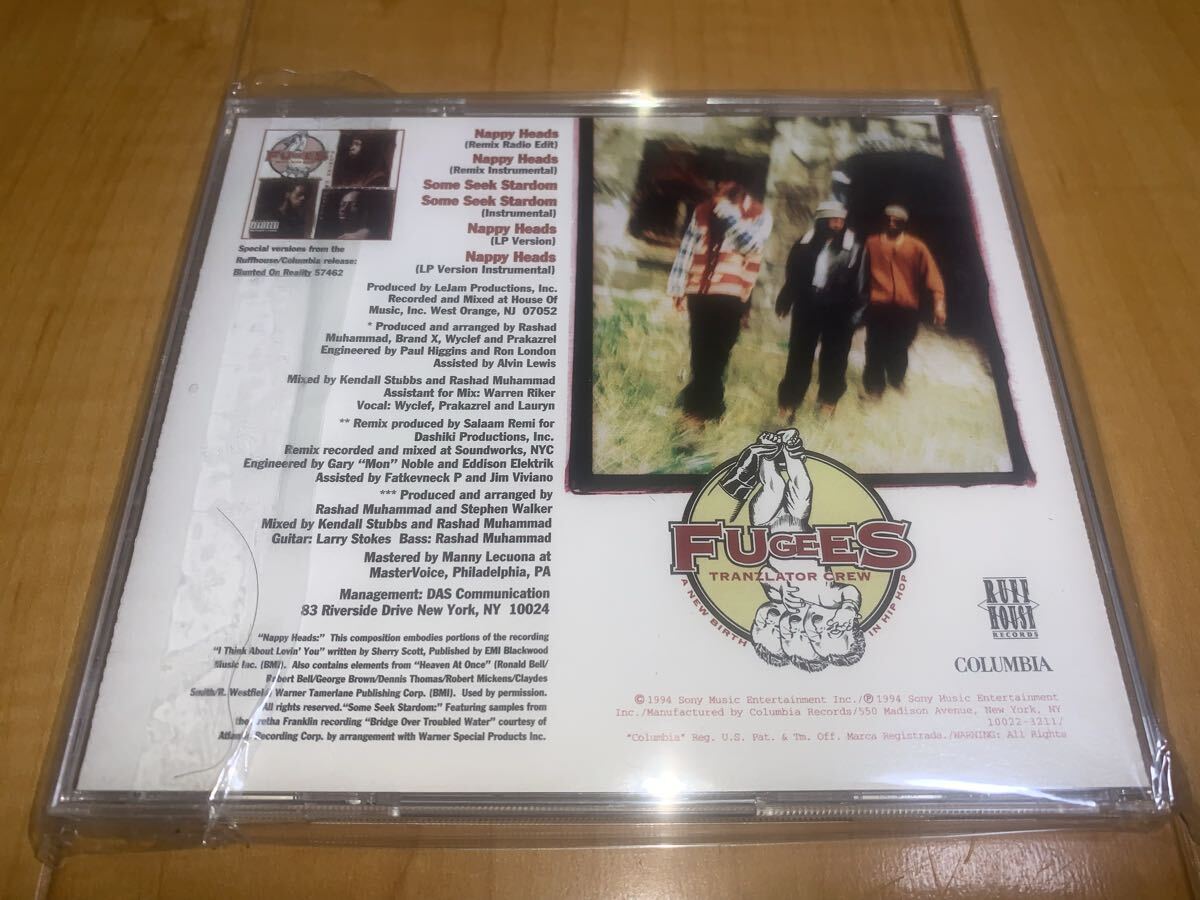 FUGEES
Special versions from the
Ruffhouse/Columbia release:
Blunted On Reality 57462
Nappy Heads
(Remix Radio Edit)
Nappy Heads
(Remix Instrumental)
Some Seek Stardom
Some Seek Stardom
(Instrumental)
Nappy Heads
(LP Version)
Nappy Heads
(LP Version Instrumental)
Produced by LeJam Productions, Inc.
Recorded and Mixed at House Of
Music, Inc. West Orange, NJ 07052
* Produced and arranged by Rashad
Muhammad, Brand X, Wyclef and Prakazrel
Engineered by Paul Higgins and Ron London
Assisted by Alvin Lewis
Mixed by Kendall Stubbs and Rashad Muhammad
Assistant for Mix: Warren Riker
Vocal: Wyclef, Prakazrel and Lauryn
** Remix produced by Salaam Remi for
Dashiki Productions, Inc.
Remix recorded and mixed at Soundworks, NYC
Engineered by Gary “Mon” Noble and Eddison Elektrik
Assisted by Fatkevneck P and Jim Viviano
*** Produced and arranged by
Rashad Muhammad and Stephen Walker
Mixed by Kendall Stubbs and Rashad Muhammad
Guitar: Larry Stokes Bass: Rashad Muhammad
Mastered by Manny Lecuona at
MasterVoice, Philadelphia, PA
Management: DAS Communication
83 Riverside Drive New York, NY 10024
“Nappy Heads:” This composition embodies portions of the recording
“I Think About Lovin’ You” written by Sherry Scott, Published by EMI Blackwood
Music Inc. (BMI). Also contains elements from “Heaven At Once” (Ronald Bell/
Robert Bell/George Brown/Dennis Thomas/Robert Mickens/Claydes
Smith/R. Westfield, Warner Tamerlane Publishing Corp. (BMI). Used by permission.
All rights reserved.“Some Seek Stardom:” Featuring samples from
the Aretha Franklin recording “Bridge Over Troubled Water” courtesy of
Atlantic Recording Corp. by arrangement with Warner Special Products Inc.
FUGEES
TRANZLATOR CREW
A NEW BIRTH IN HIP HOP
RUFF
HOUSE
RECORDS
COLUMBIA
© 1994 Sony Music Entertainment Inc./℗ 1994 Sony Music Entertainment
Inc./Manufactured by Columbia Records/550 Madison Avenue, New York, NY
10022-3211/
"Columbia" Reg. U.S. Pat. & Tm. Off. Marca Registrada./WARNING: All Rights